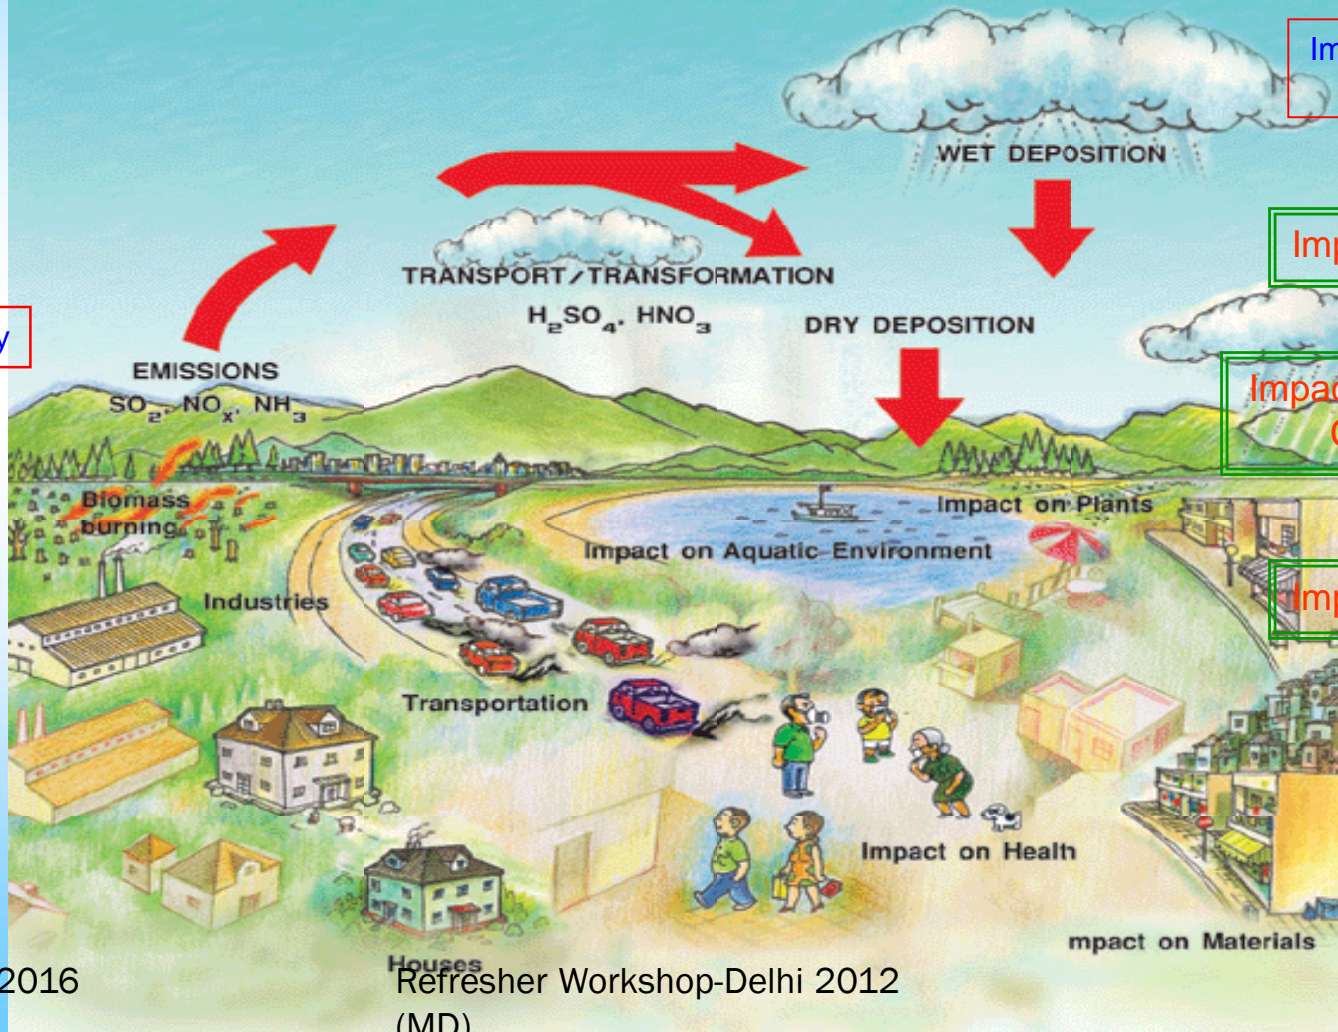 WET DEPOSITION
TRANSPORT/TRANSFORMATION
H₂SO₄, HNO₃
DRY DEPOSITION
EMISSIONS
SO₂, NOₓ, NH₃
Biomass
burning
Impact on Plants
Impact on Aquatic Environment
Industries
Transportation
Impact on Health
mpact on Materials
Houses
2016
Refresher Workshop-Delhi 2012
(MD)